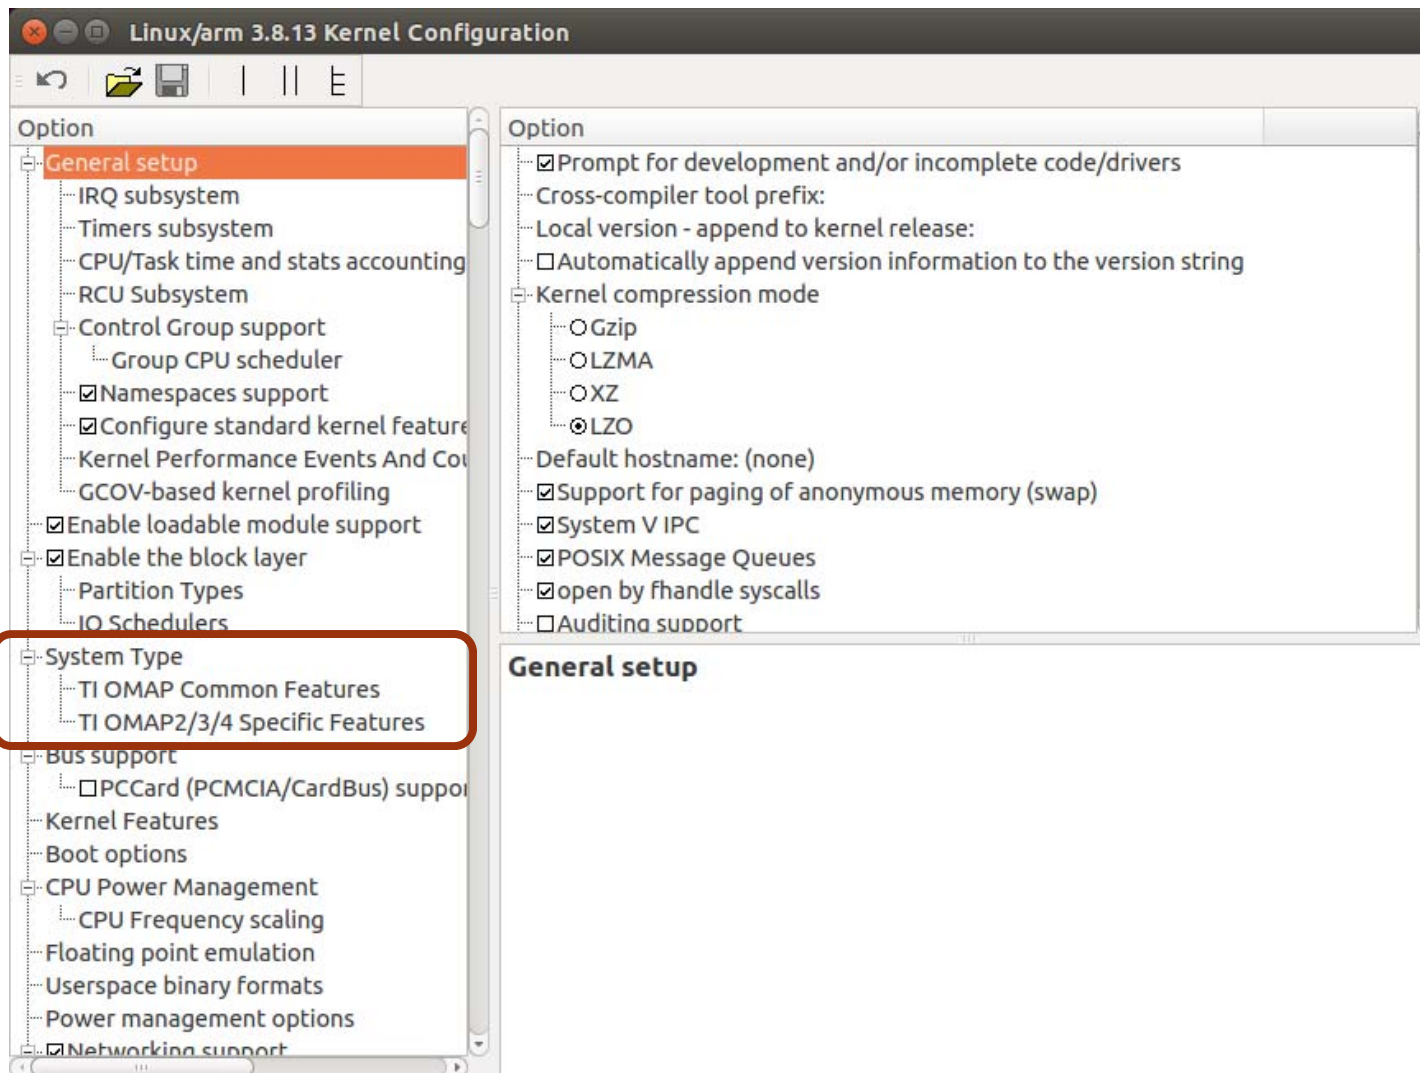 Linux/arm 3.8.13 Kernel Configuration
Option
General setup
IRQ subsystem
Timers subsystem
CPU/Task time and stats accounting
RCU Subsystem
Control Group support
Group CPU scheduler
Namespaces support
Configure standard kernel feature
Kernel Performance Events And Cou
GCOV-based kernel profiling
Enable loadable module support
Enable the block layer
Partition Types
IO Schedulers
System Type
TI OMAP Common Features
TI OMAP2/3/4 Specific Features
Bus support
PCCard (PCMCIA/CardBus) suppor
Kernel Features
Boot options
CPU Power Management
CPU Frequency scaling
Floating point emulation
Userspace binary formats
Power management options
Networking support
Option
Prompt for development and/or incomplete code/drivers
Cross-compiler tool prefix:
Local version - append to kernel release:
Automatically append version information to the version string
Kernel compression mode
Gzip
LZMA
XZ
LZO
Default hostname: (none)
Support for paging of anonymous memory (swap)
System V IPC
POSIX Message Queues
open by fhandle syscalls
Auditing support
General setup